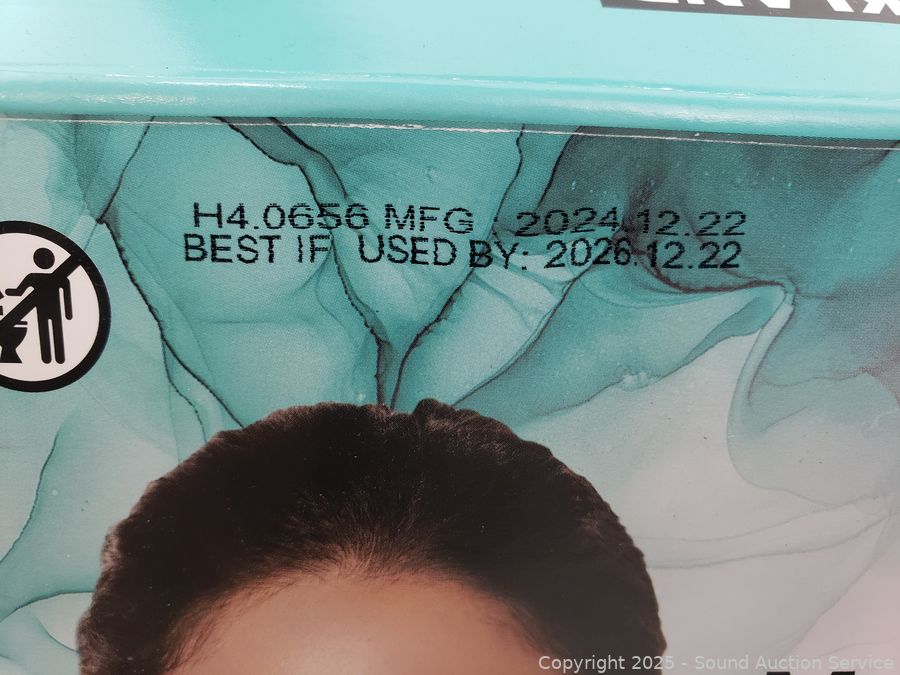 H4.0656 MFG : 2024.12.22
BEST IF USED BY: 2026.12.22
Copyright 2025 - Sound Auction Service